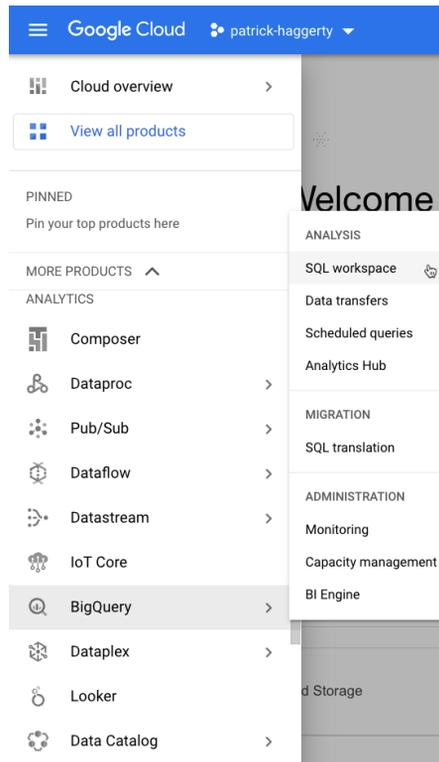 Google Cloud
patrick-haggerty
Cloud overview
View all products
PINNED
Pin your top products here
MORE PRODUCTS
ANALYTICS
Composer
Dataproc
Pub/Sub
Dataflow
Datastream
IoT Core
BigQuery
Dataplex
Looker
Data Catalog
Welcome
ANALYSIS
SQL workspace
Data transfers
Scheduled queries
Analytics Hub
MIGRATION
SQL translation
ADMINISTRATION
Monitoring
Capacity management
BI Engine
d Storage